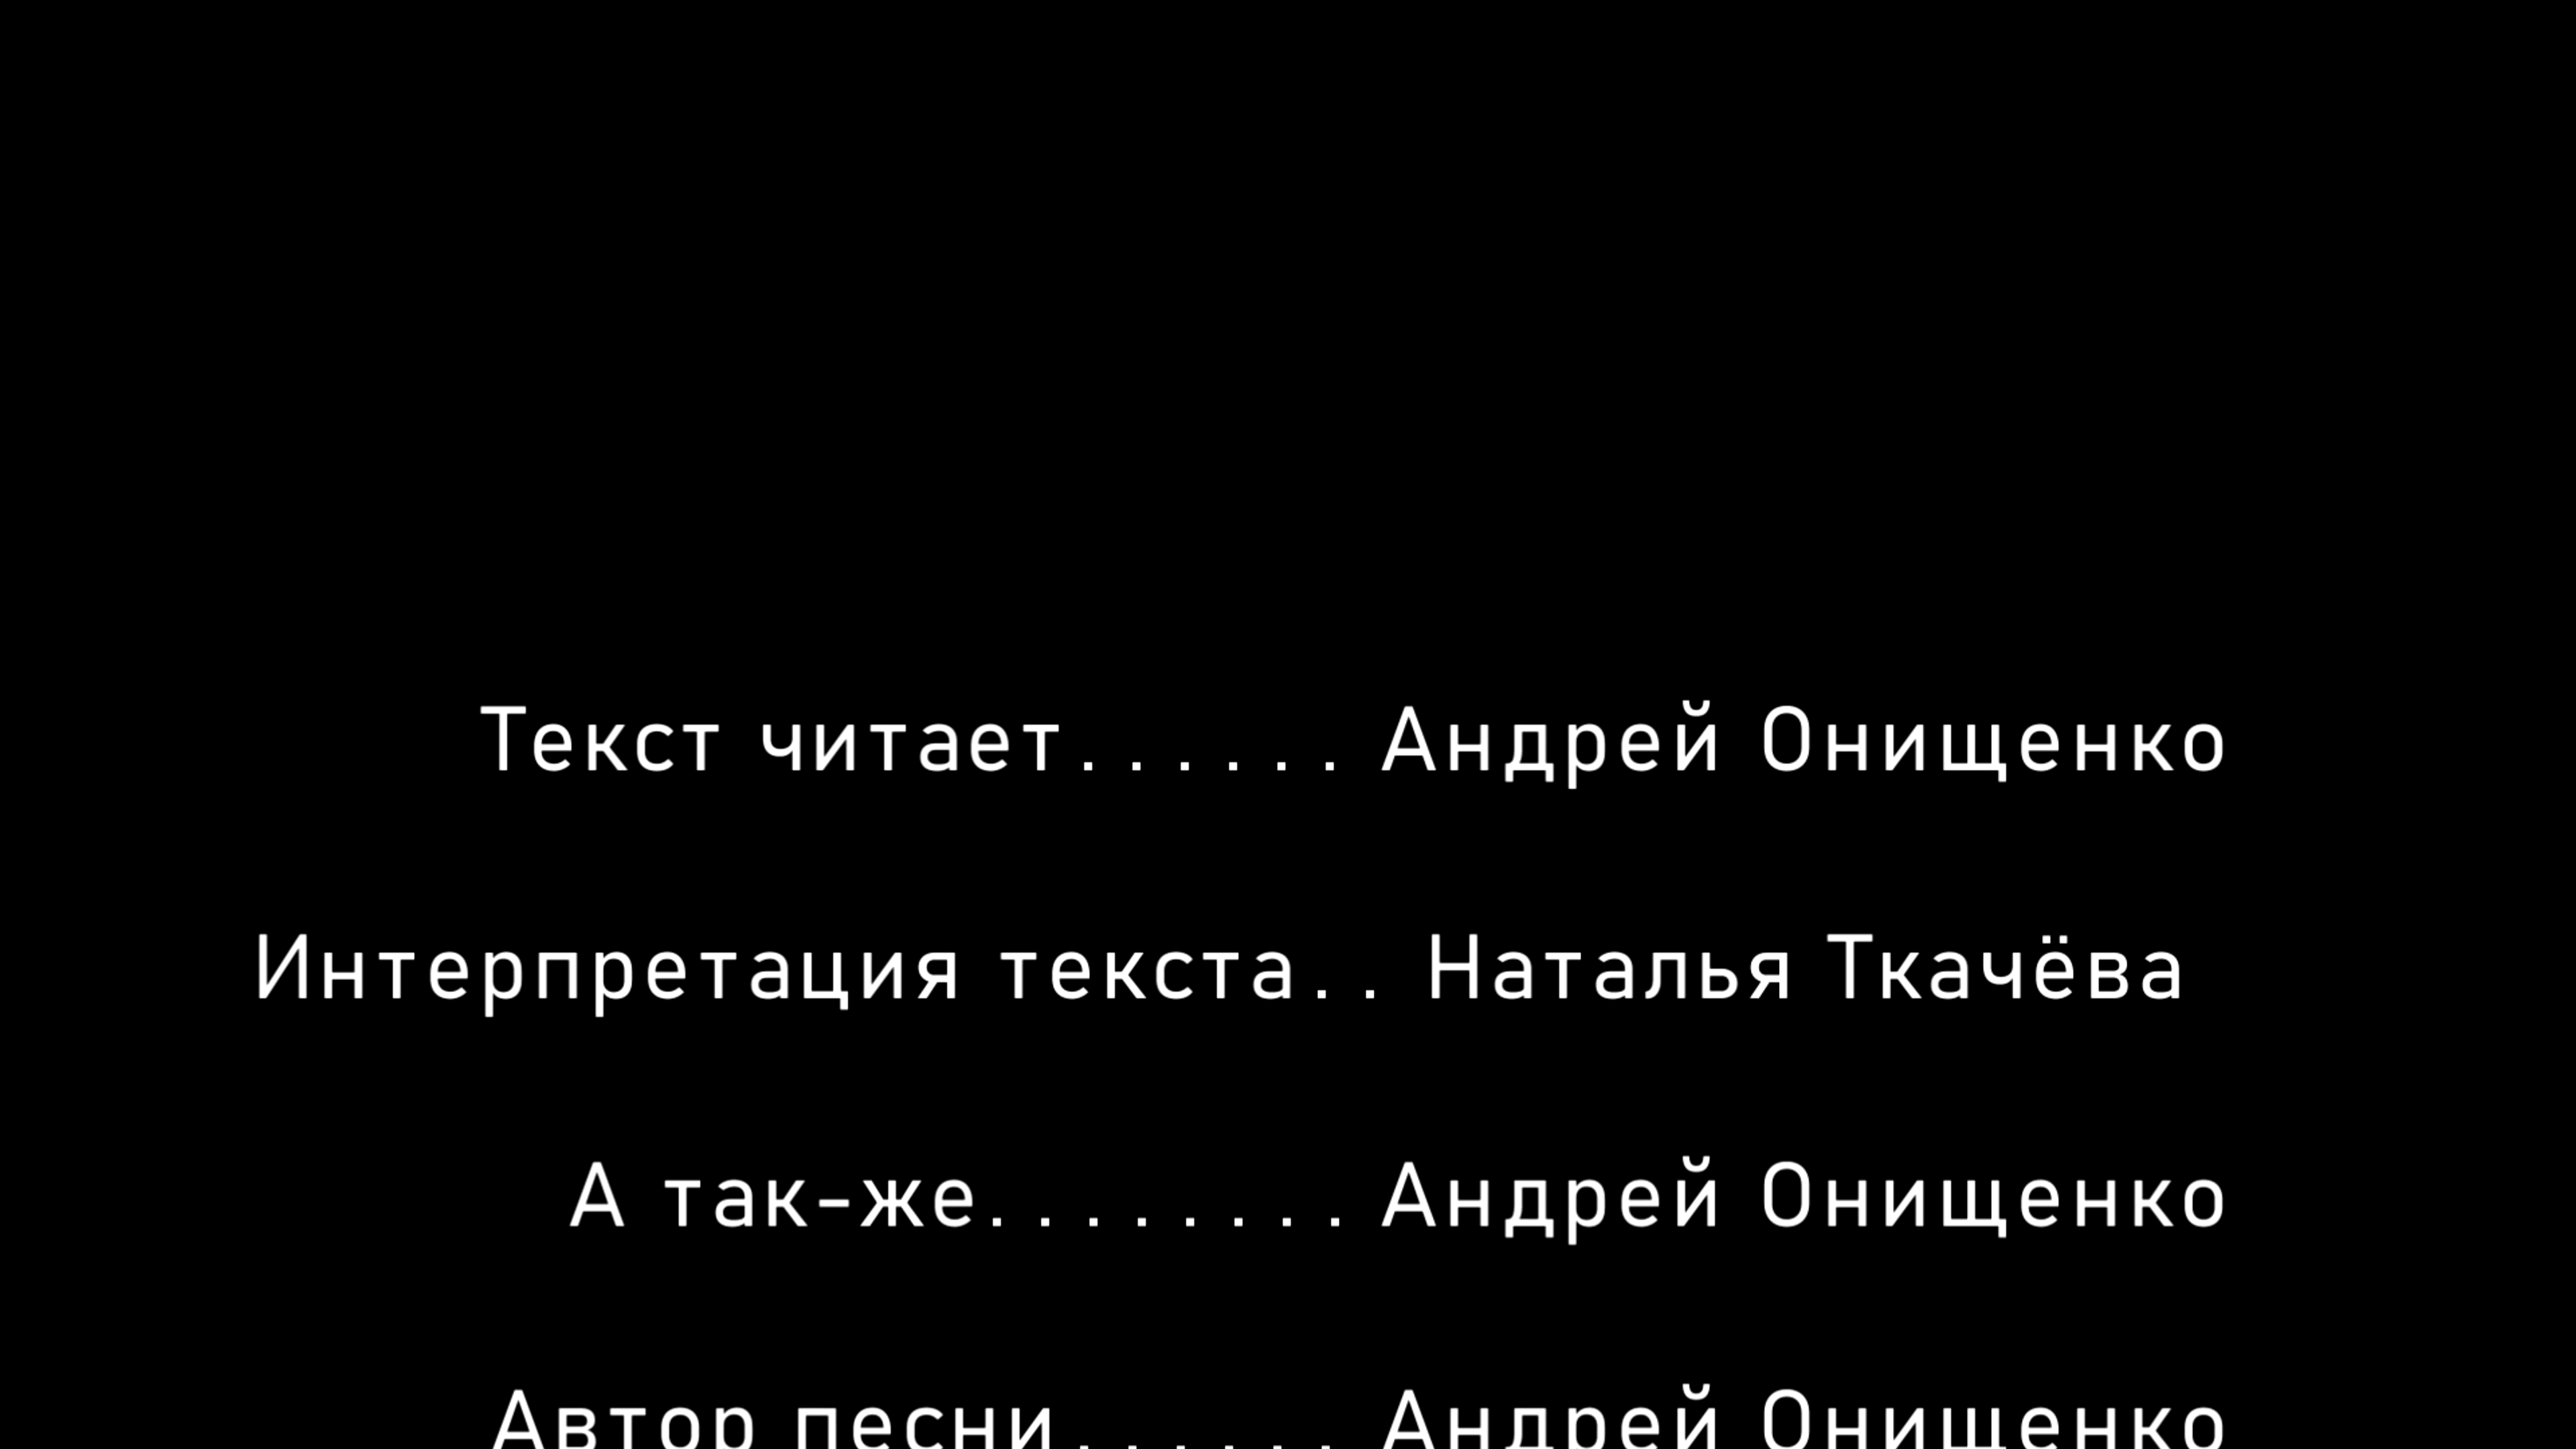 Текст читает...... Андрей Онищенко
Интерпретация текста.. Наталья Ткачёва
А так-же........ Андрей Онищенко
Автор песни...... Андрей Онищенко